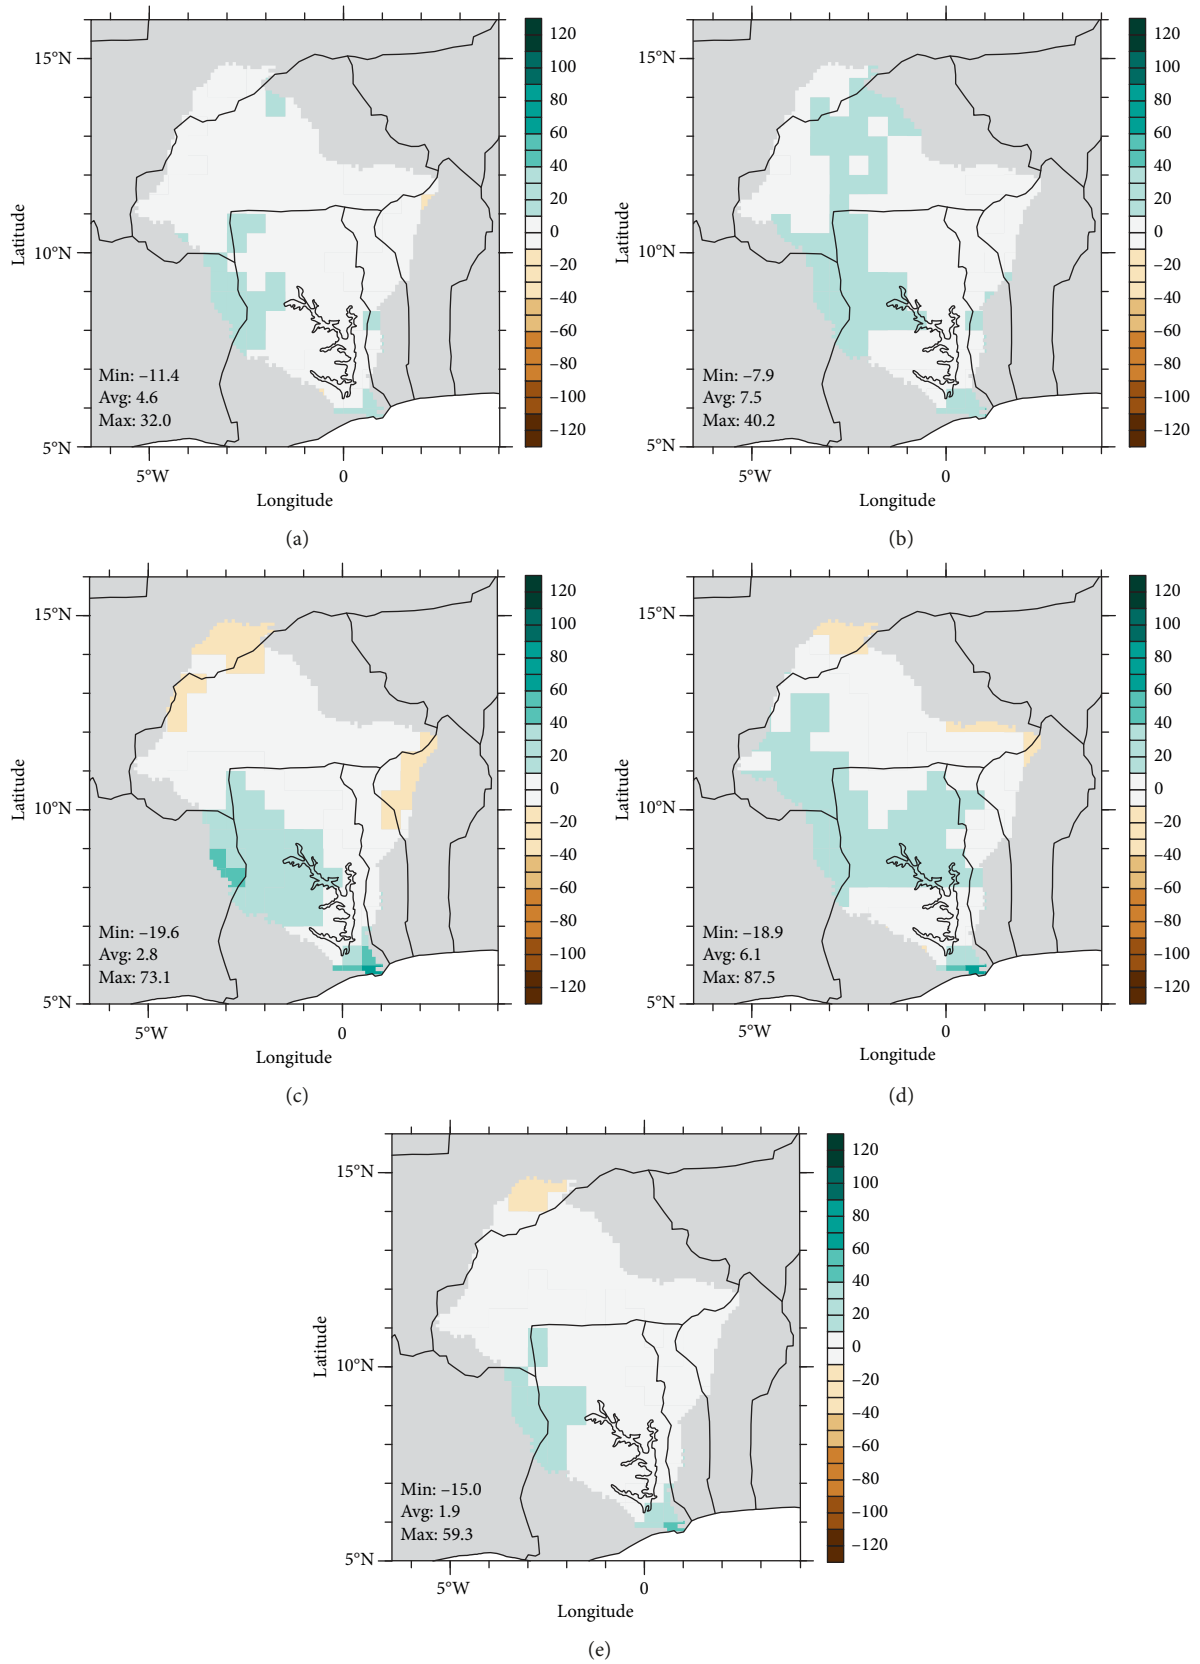 15°N
10°N
5°N
Latitude
5°W 0
Longitude
120
100
80
60
40
20
0
–20
–40
–60
–80
–100
–120
Min: –11.4
Avg: 4.6
Max: 32.0
(a)
15°N
10°N
5°N
Latitude
5°W 0
Longitude
120
100
80
60
40
20
0
–20
–40
–60
–80
–100
–120
Min: –7.9
Avg: 7.5
Max: 40.2
(b)
15°N
10°N
5°N
Latitude
5°W 0
Longitude
120
100
80
60
40
20
0
–20
–40
–60
–80
–100
–120
Min: –19.6
Avg: 2.8
Max: 73.1
(c)
15°N
10°N
5°N
Latitude
5°W 0
Longitude
120
100
80
60
40
20
0
–20
–40
–60
–80
–100
–120
Min: –18.9
Avg: 6.1
Max: 87.5
(d)
15°N
10°N
5°N
Latitude
5°W 0
Longitude
120
100
80
60
40
20
0
–20
–40
–60
–80
–100
–120
Min: –15.0
Avg: 1.9
Max: 59.3
(e)